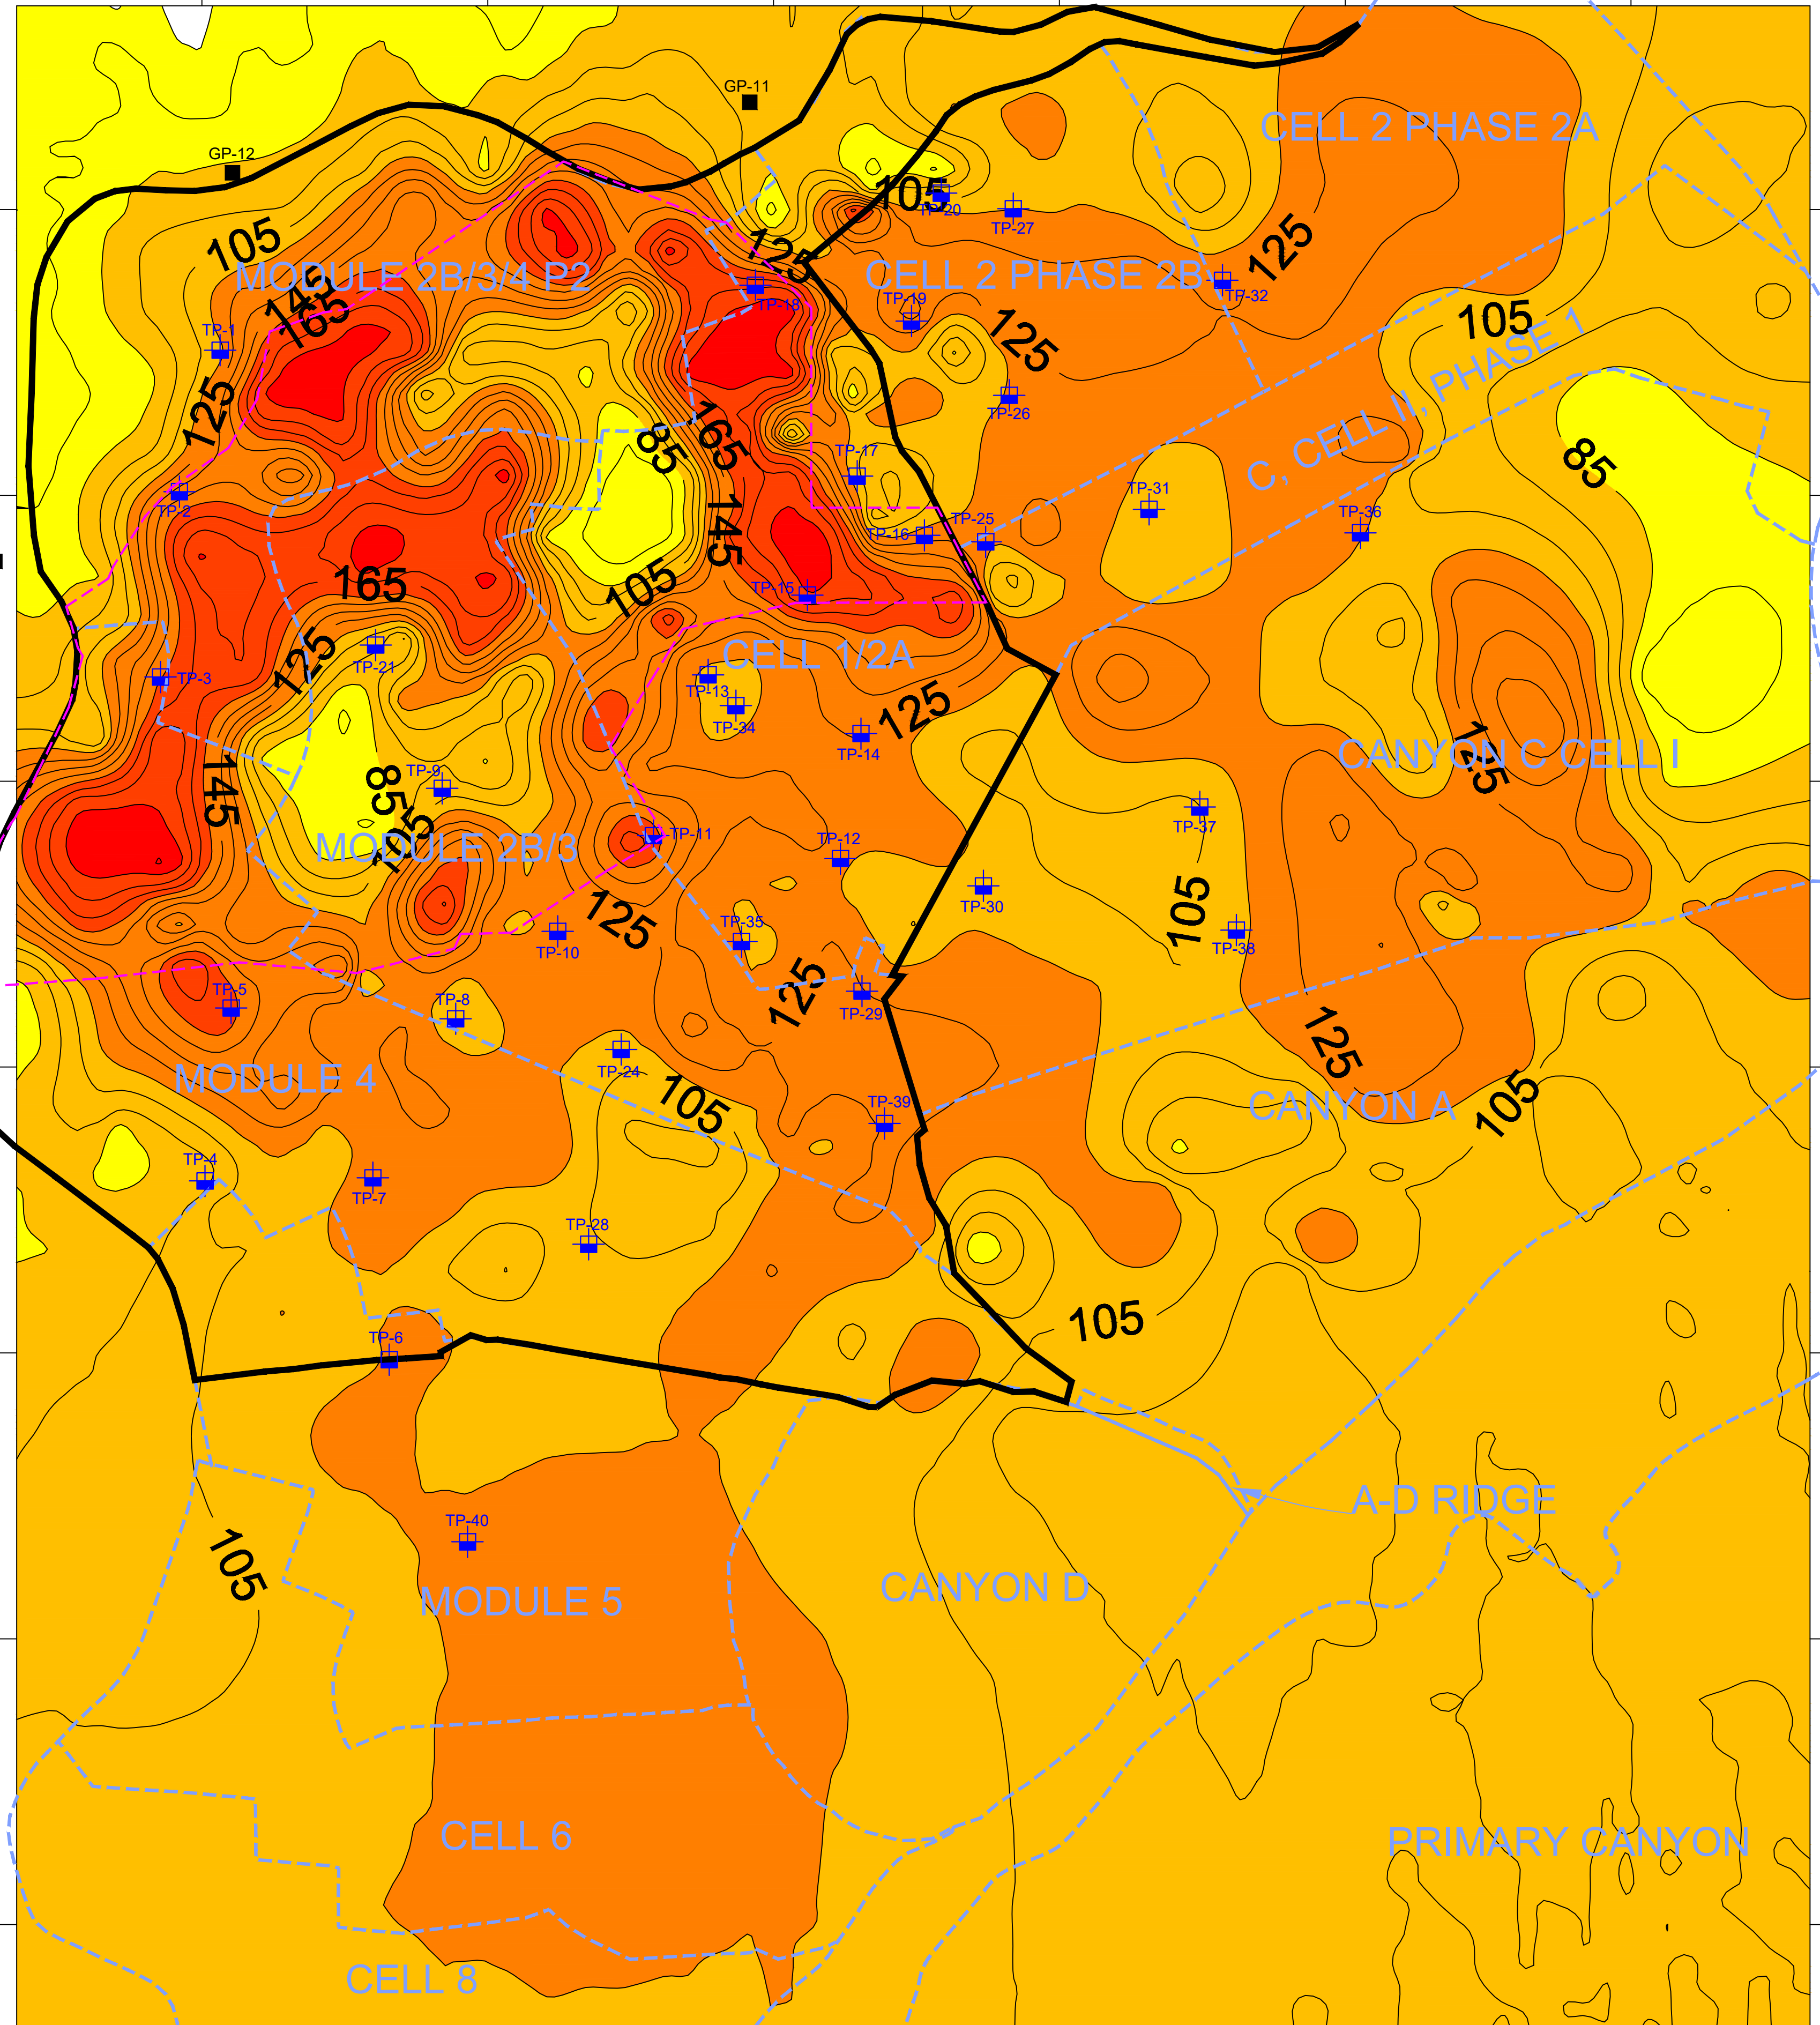 GP-11
CELL 2 PHASE 2A
GP-12
105
TP-20
TP-27
105
125
125
MODULE 2B/3/4 P2
CELL 2 PHASE 2B
145
165
TP-18
TP-19
TP-32
105
TP-1
125
C, CELL II, PHASE 1
125
TP-26
165
85
85
TP-17
TP-2
TP-31
TP-36
145
TP-16
TP-25
165
105
TP-15
125
TP-21
CELL 1/2A
TP-3
TP-13
125
TP-34
TP-14
CANYON C CELL I
125
145
85
TP-9
105
TP-37
MODULE 2B/3
TP-11
TP-12
125
TP-30
105
TP-35
TP-10
TP-38
125
TP-5
TP-8
TP-29
125
MODULE 4
TP-24
105
TP-39
CANYON A
105
TP-4
TP-7
TP-28
105
TP-6
A-D RIDGE
TP-40
105
MODULE 5
CANYON D
CELL 6
PRIMARY CANYON
CELL 8